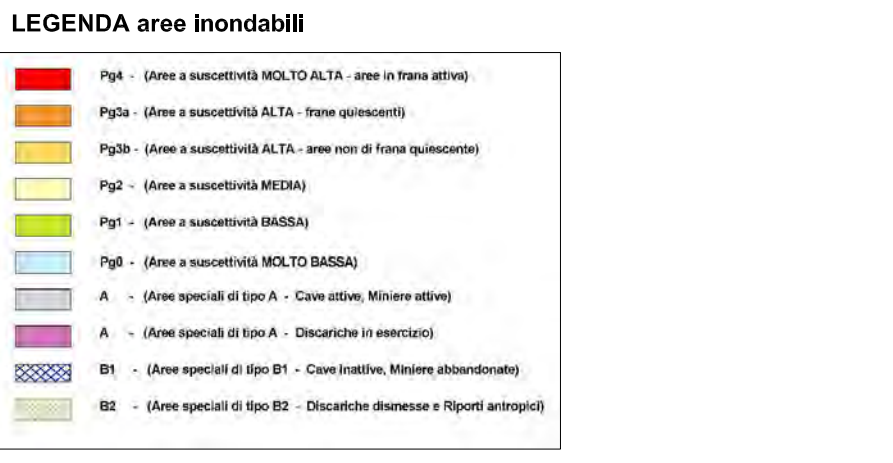 LEGENDA aree inondabili
Pg4 - (Aree a suscettività MOLTO ALTA - aree in frana attiva)
Pg3a - (Aree a suscettività ALTA - frane quiescenti)
Pg3b - (Aree a suscettività ALTA - aree non di frana quiescente)
Pg2 - (Aree a suscettività MEDIA)
Pg1 - (Aree a suscettività BASSA)
Pg0 - (Aree a suscettività MOLTO BASSA)
A - (Aree speciali di tipo A - Cave attive, Miniere attive)
A - (Aree speciali di tipo A - Discariche in esercizio)
B1 - (Aree speciali di tipo B1 - Cave Inattive, Miniere abbandonate)
B2 - (Aree speciali di tipo B2 - Discariche dismesse e Riporti antropici)